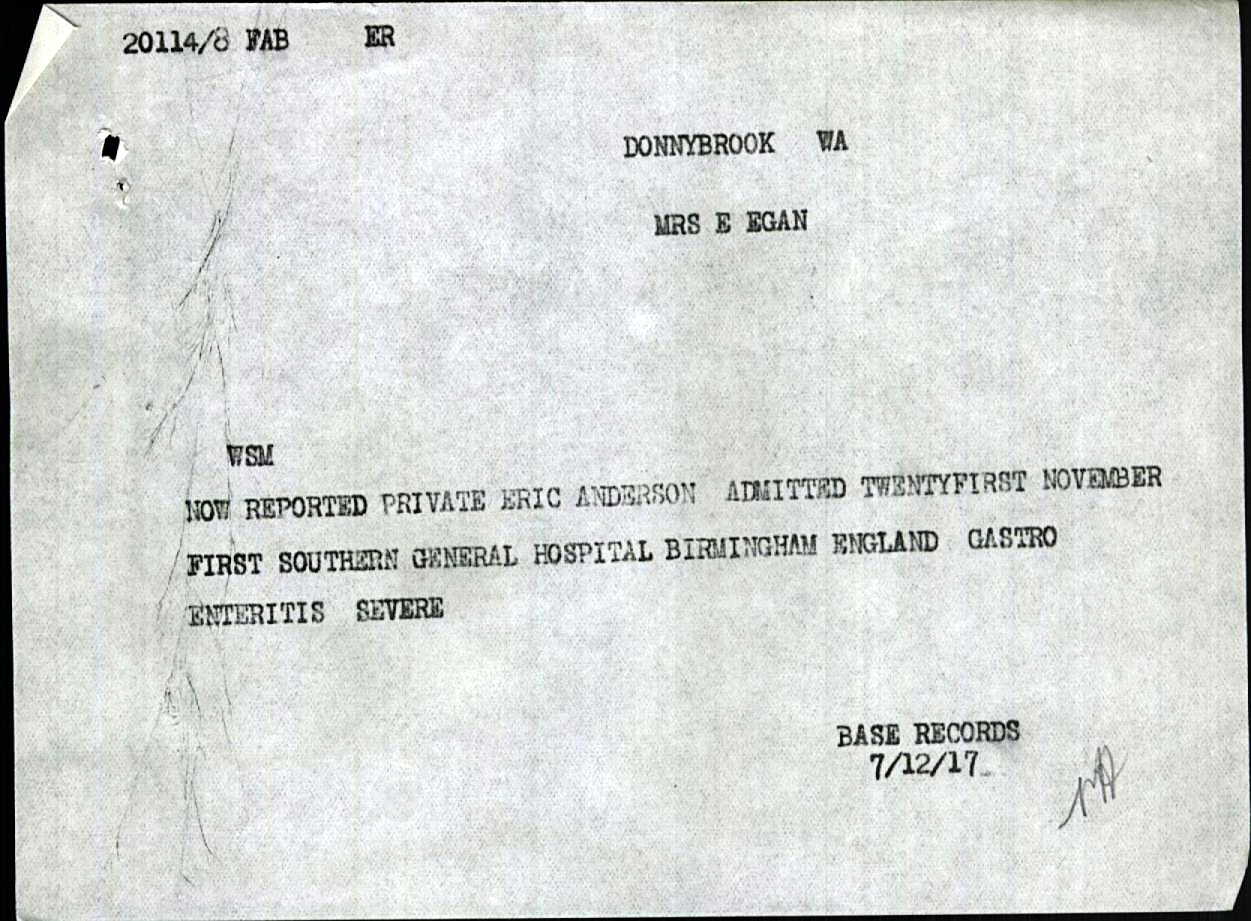 20114/8 FAB ER
DONNYBROOK WA
MRS E EGAN
WSM
NOW REPORTED PRIVATE ERIC ANDERSON ADMITTED TWENTYFIRST NOVEMBER
FIRST SOUTHERN GENERAL HOSPITAL BIRMINGHAM ENGLAND GASTRO
ENTERITIS SEVERE
BASE RECORDS
7/12/17